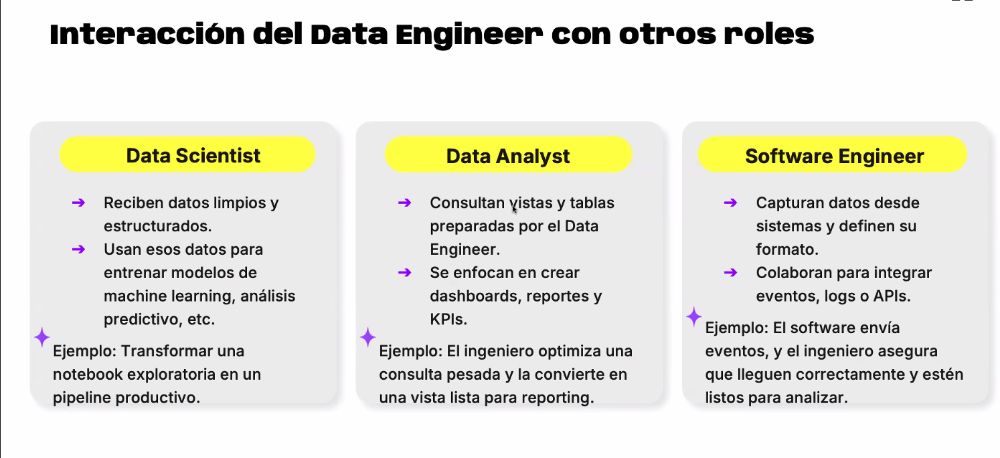 Interacción del Data Engineer con otros roles
Data Scientist
➔ Reciben datos limpios y
estructurados.
➔ Usan esos datos para
entrenar modelos de
machine learning, análisis
predictivo, etc.
Ejemplo: Transformar una
notebook exploratoria en un
pipeline productivo.
Data Analyst
➔ Consultan vistas y tablas
preparadas por el Data
Engineer.
➔ Se enfocan en crear
dashboards, reportes y
KPIs.
Ejemplo: El ingeniero optimiza una
consulta pesada y la convierte en
una vista lista para reporting.
Software Engineer
➔ Capturan datos desde
sistemas y definen su
formato.
➔ Colaboran para integrar
eventos, logs o APIs.
Ejemplo: El software envía
eventos, y el ingeniero asegura
que lleguen correctamente y estén
listos para analizar.